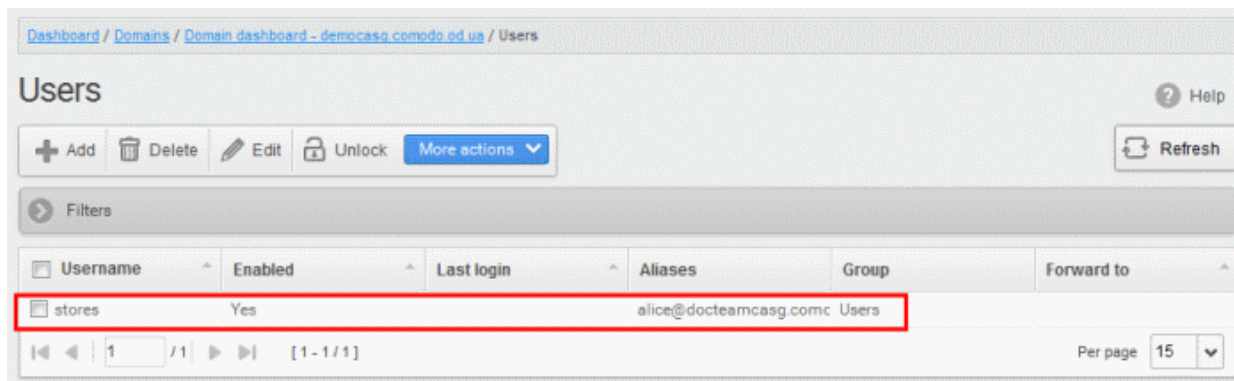 Dashboard / Domains / Domain dashboard - democasg.comodo.od.ua / Users
Users
Help
Add Delete Edit Unlock More actions
Refresh
Filters
Username Enabled Last login Aliases Group Forward to
stores Yes alice@docteamcasg.comc Users
1 / 1 [ 1 - 1 / 1 ] Per page 15